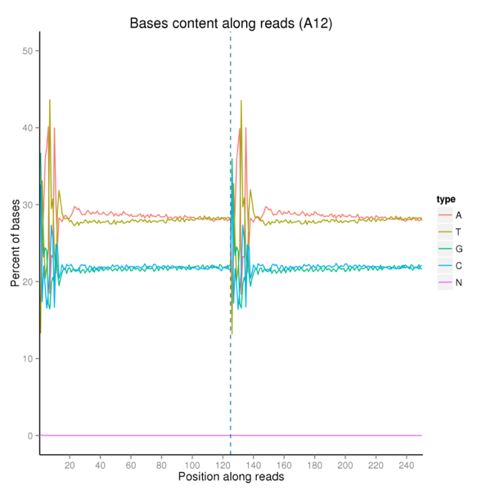 Bases content along reads (A12)
Percent of bases
50
40
30
20
10
0
20 40 60 80 100 120 140 160 180 200 220 240
Position along reads
type
A
T
G
C
N